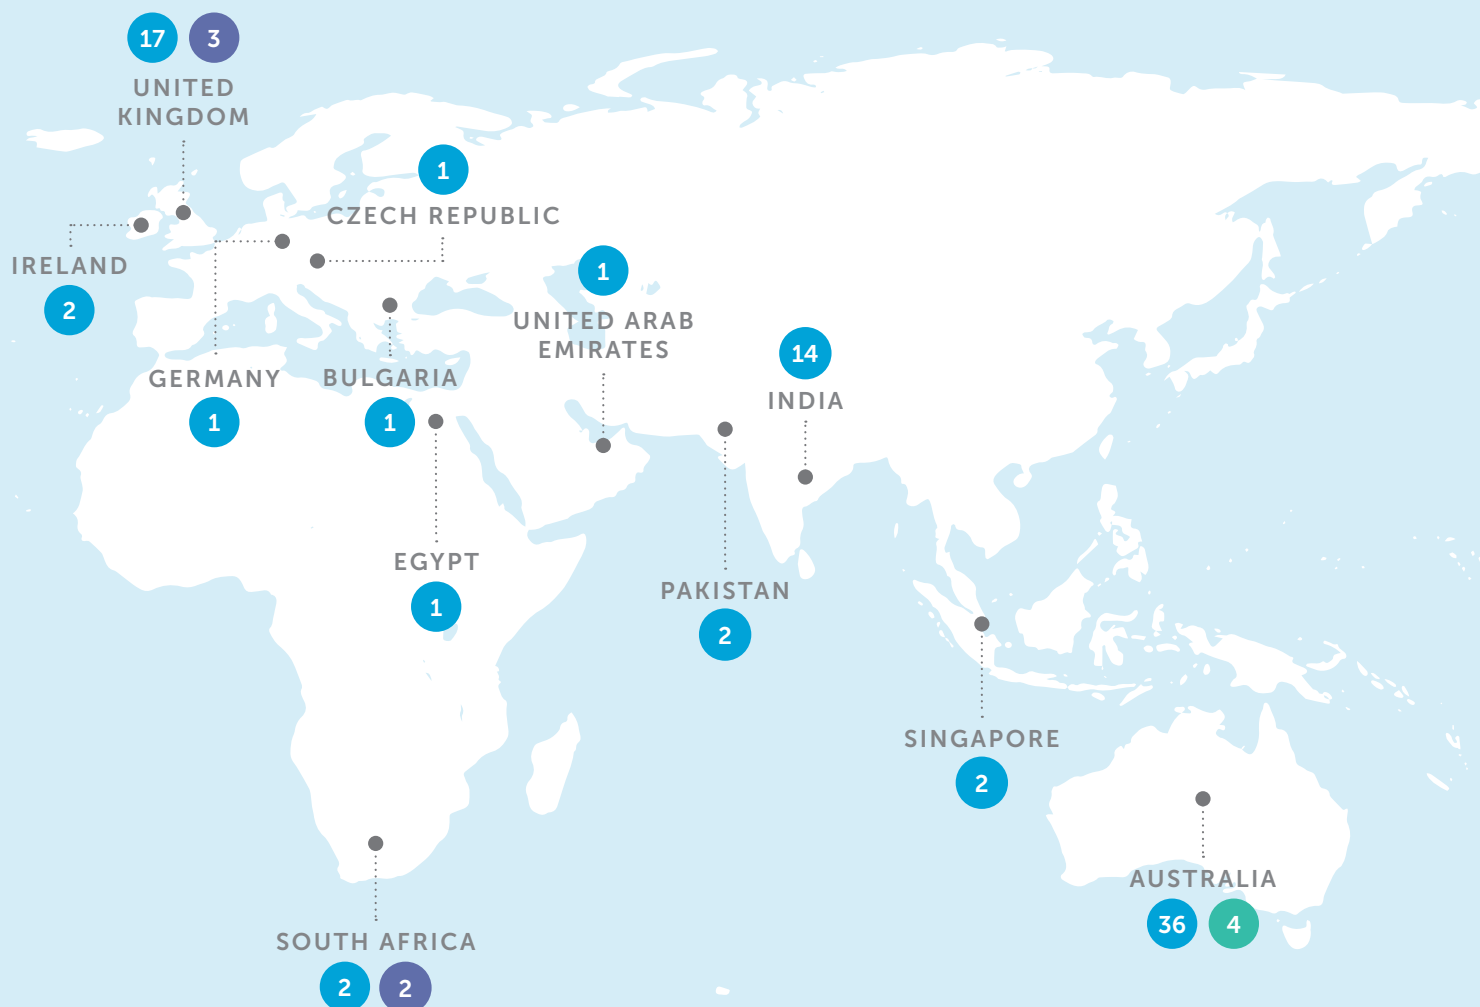 17 3
UNITED
KINGDOM
1
CZECH REPUBLIC
IRELAND
2
1
UNITED ARAB
EMIRATES
14
INDIA
GERMANY
1
BULGARIA
1
EGYPT
1
PAKISTAN
2
SINGAPORE
2
AUSTRALIA
36 4
SOUTH AFRICA
2 2